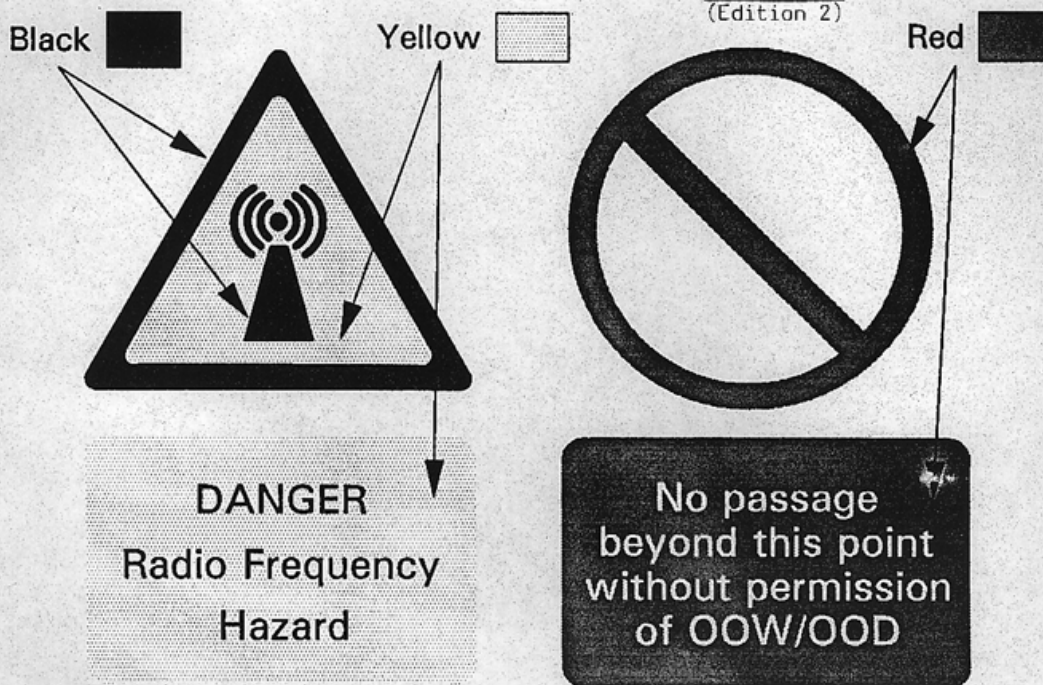 (Edition 2)
Black
Yellow
Red
DANGER
Radio Frequency
Hazard
No passage
beyond this point
without permission
of OOW/OOD